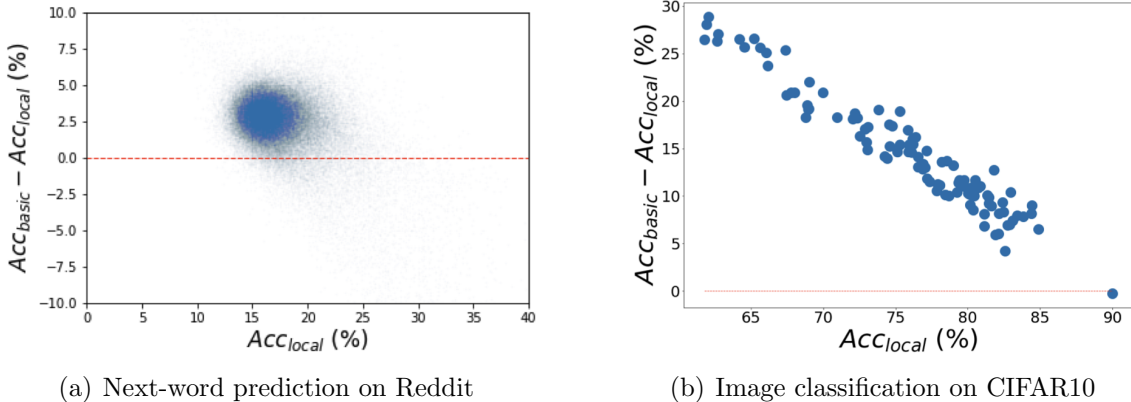 10.0
7.5
5.0
2.5
0.0
−2.5
−5.0
−7.5
−10.0
Acc_basic − Acc_local (%)
0 5 10 15 20 25 30 35 40
Acc_local (%)
(a) Next-word prediction on Reddit
30
25
20
15
10
5
0
Acc_basic − Acc_local (%)
65 70 75 80 85 90
Acc_local (%)
(b) Image classification on CIFAR10